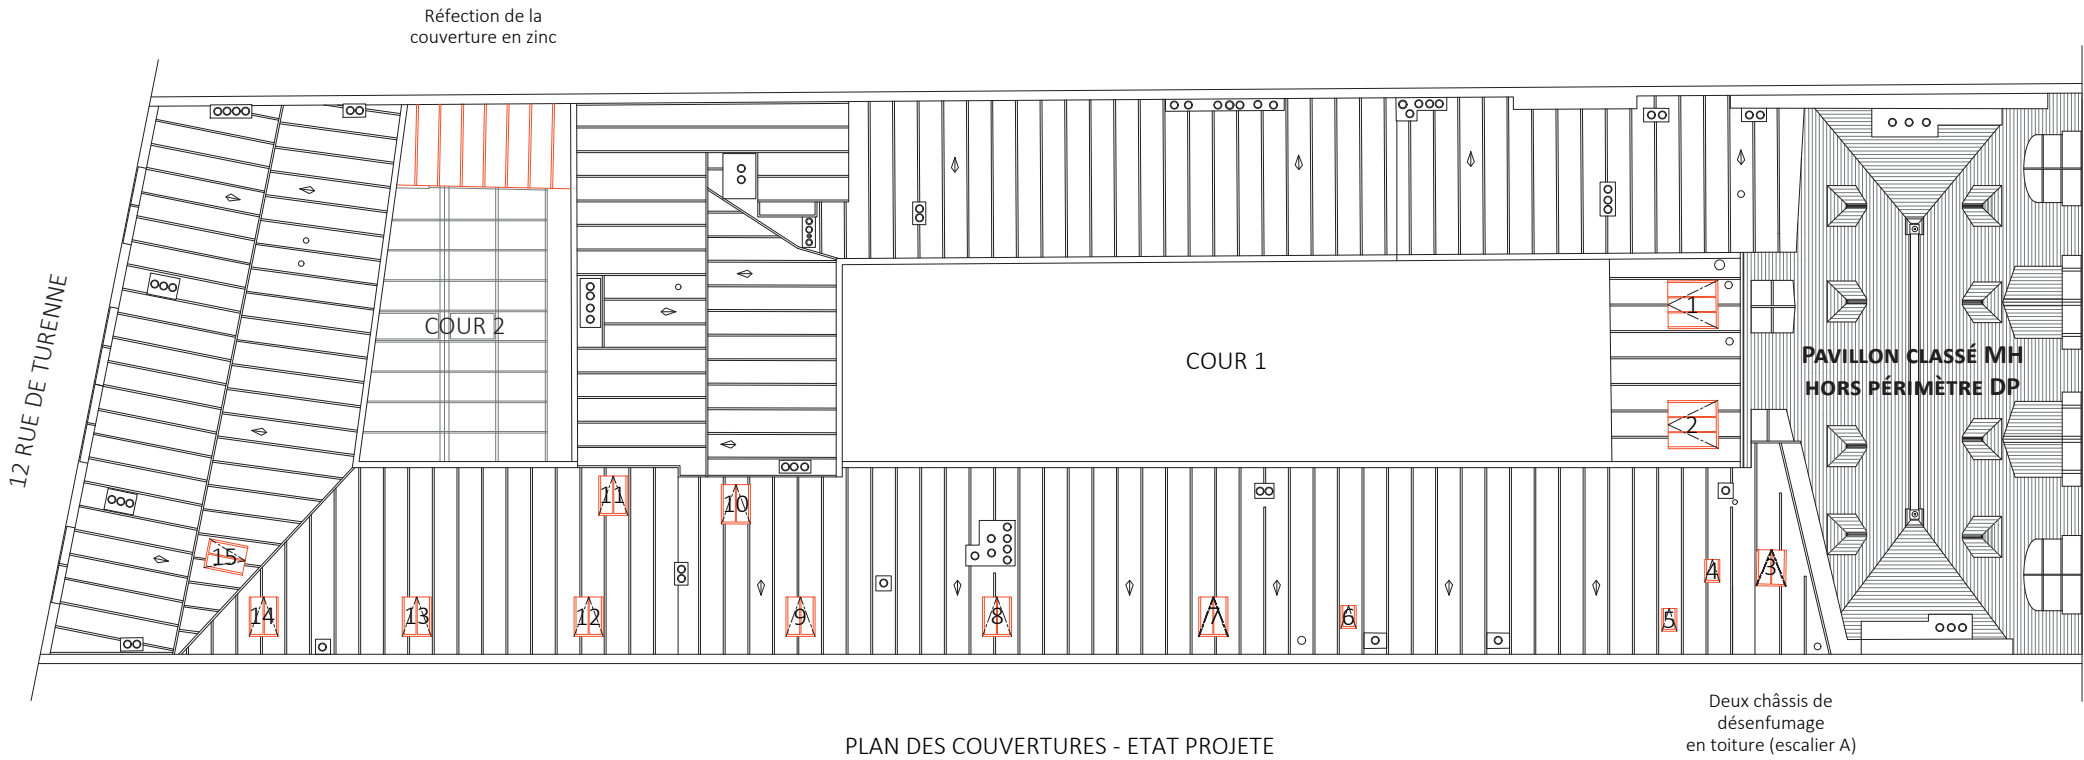 Réfection de la
couverture en zinc
12 RUE DE TURENNE
COUR 2
COUR 1
1
2
PAVILLON CLASSÉ MH
HORS PÉRIMÈTRE DP
11
10
15
14
13
12
9
8
7
6
5
4
3
Deux châssis de
désenfumage
en toiture (escalier A)
PLAN DES COUVERTURES - ETAT PROJETE